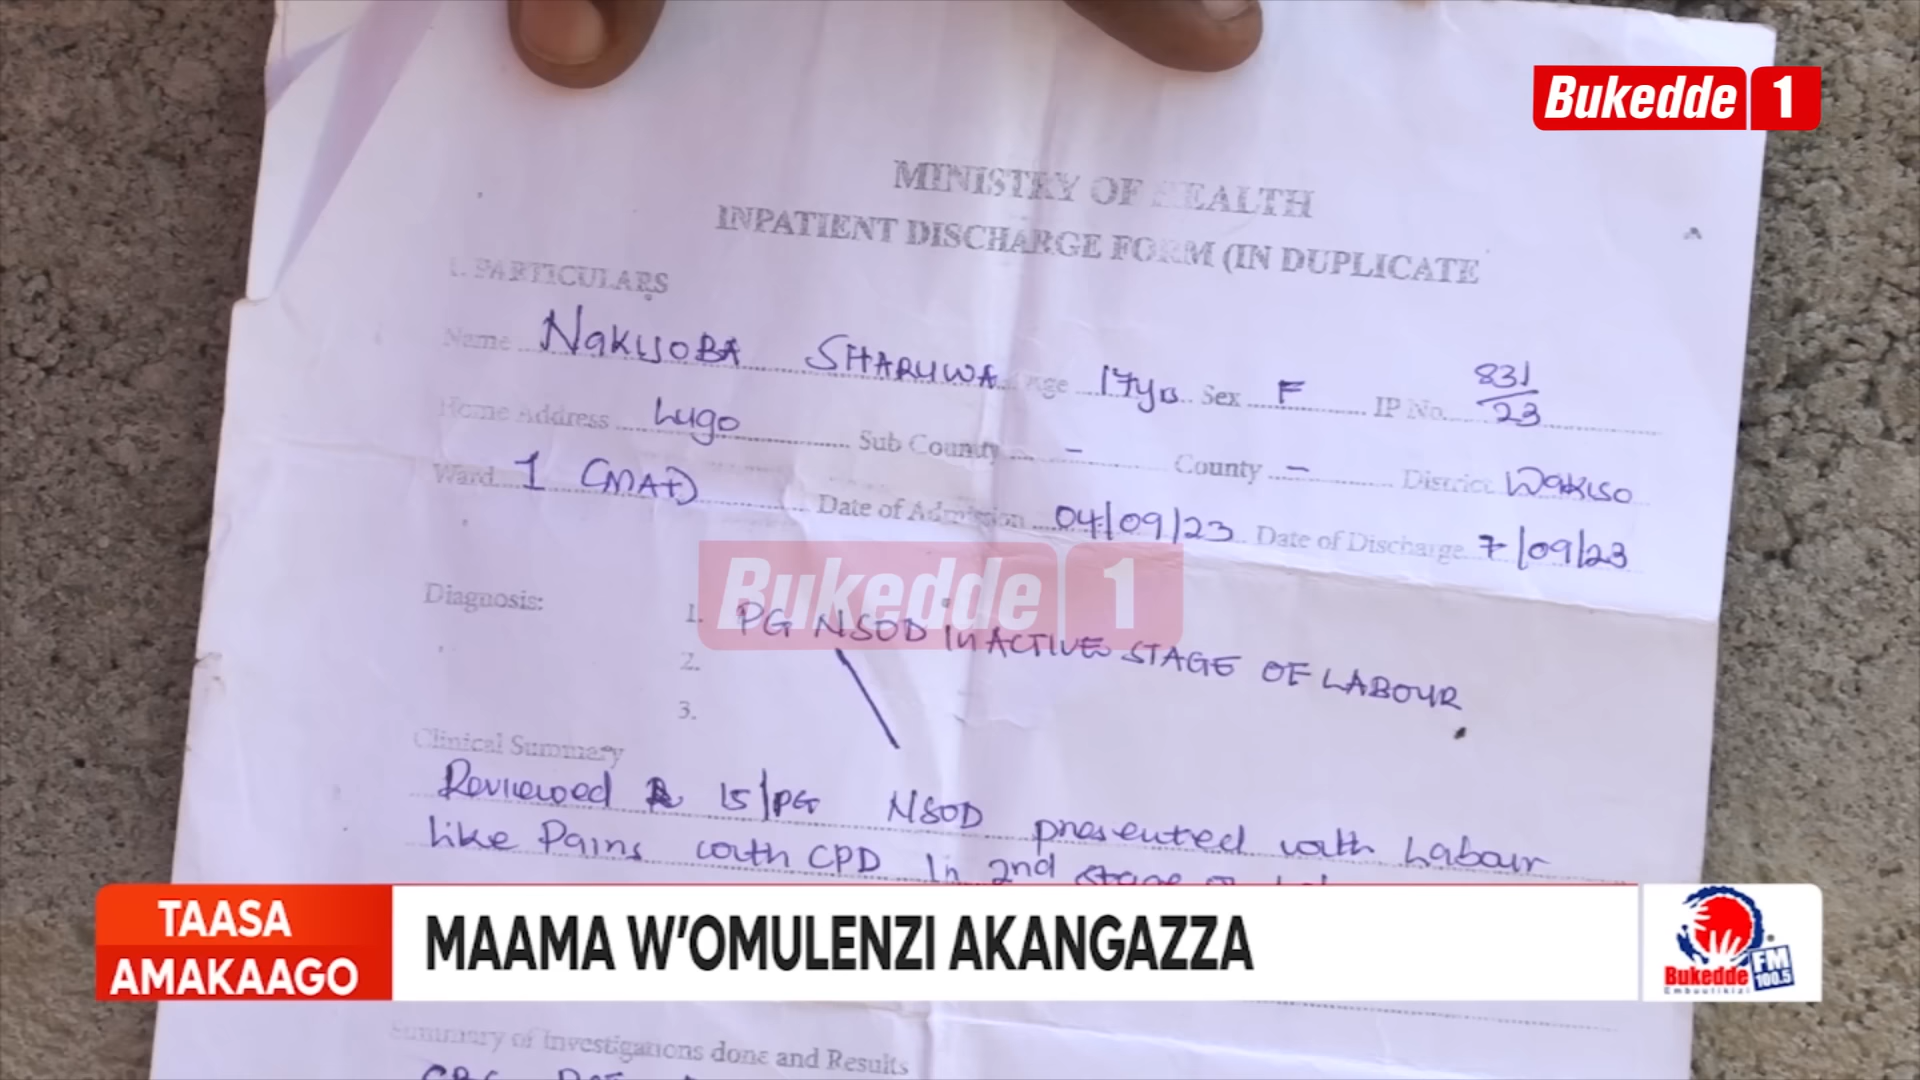 Bukedde 1
MINISTRY OF HEALTH
INPATIENT DISCHARGE FORM (IN DUPLICATE
1. PARTICULARS
Name NAKISOBA SHARUWA Age 17yrs Sex F IP No. 831/23
Home Address Lugo Sub County - County - District Wakiso
Ward 1 (MAT) Date of Admission 04/09/23 Date of Discharge 7/09/23
Bukedde 1
Diagnosis: 1. PG NSOD IN ACTIVE STAGE OF LABOUR
2.
3.
Clinical Summary
Reviewed 15/PG NSOD presented with Labour
like Pains with CPD In 2nd stage
TAASA AMAKAAGO
MAAMA W'OMULENZI AKANGAZZA
Bukedde FM 100.5
Embuutikizi
Summary of Investigations done and Results
CBC